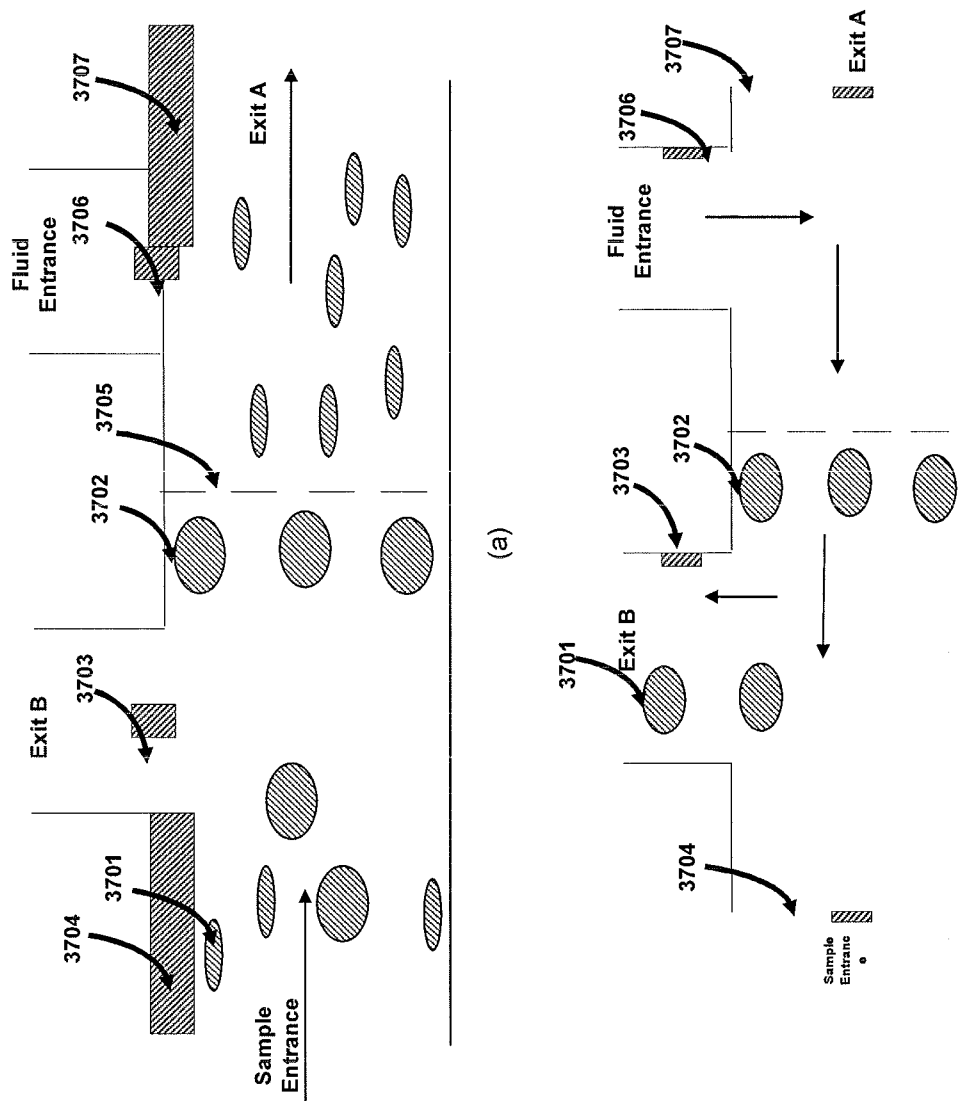 3704
3701
Exit B
3703
3702
3705
Fluid
Entrance
3706
3707
Sample
Entrance
Exit A
(a)
3704
Sample
Entranc
e
3701
Exit B
3703
3702
Fluid
Entrance
3706
3707
Exit A